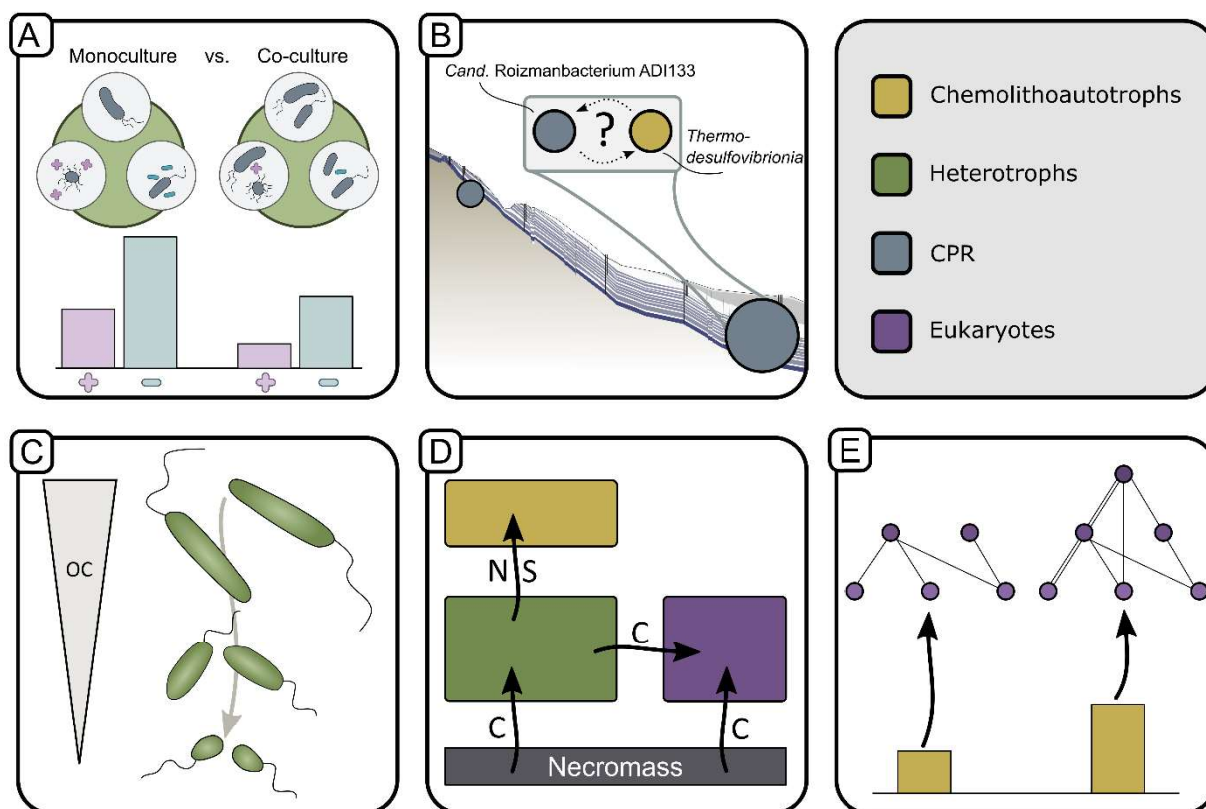 A
Monoculture vs. Co-culture
B
Cand. Roizmanbacterium ADI133
?
Thermo-
desulfovibrionia
Chemolithoautotrophs
Heterotrophs
CPR
Eukaryotes
C
OC
D
N S
C
C
C
Necromass
E